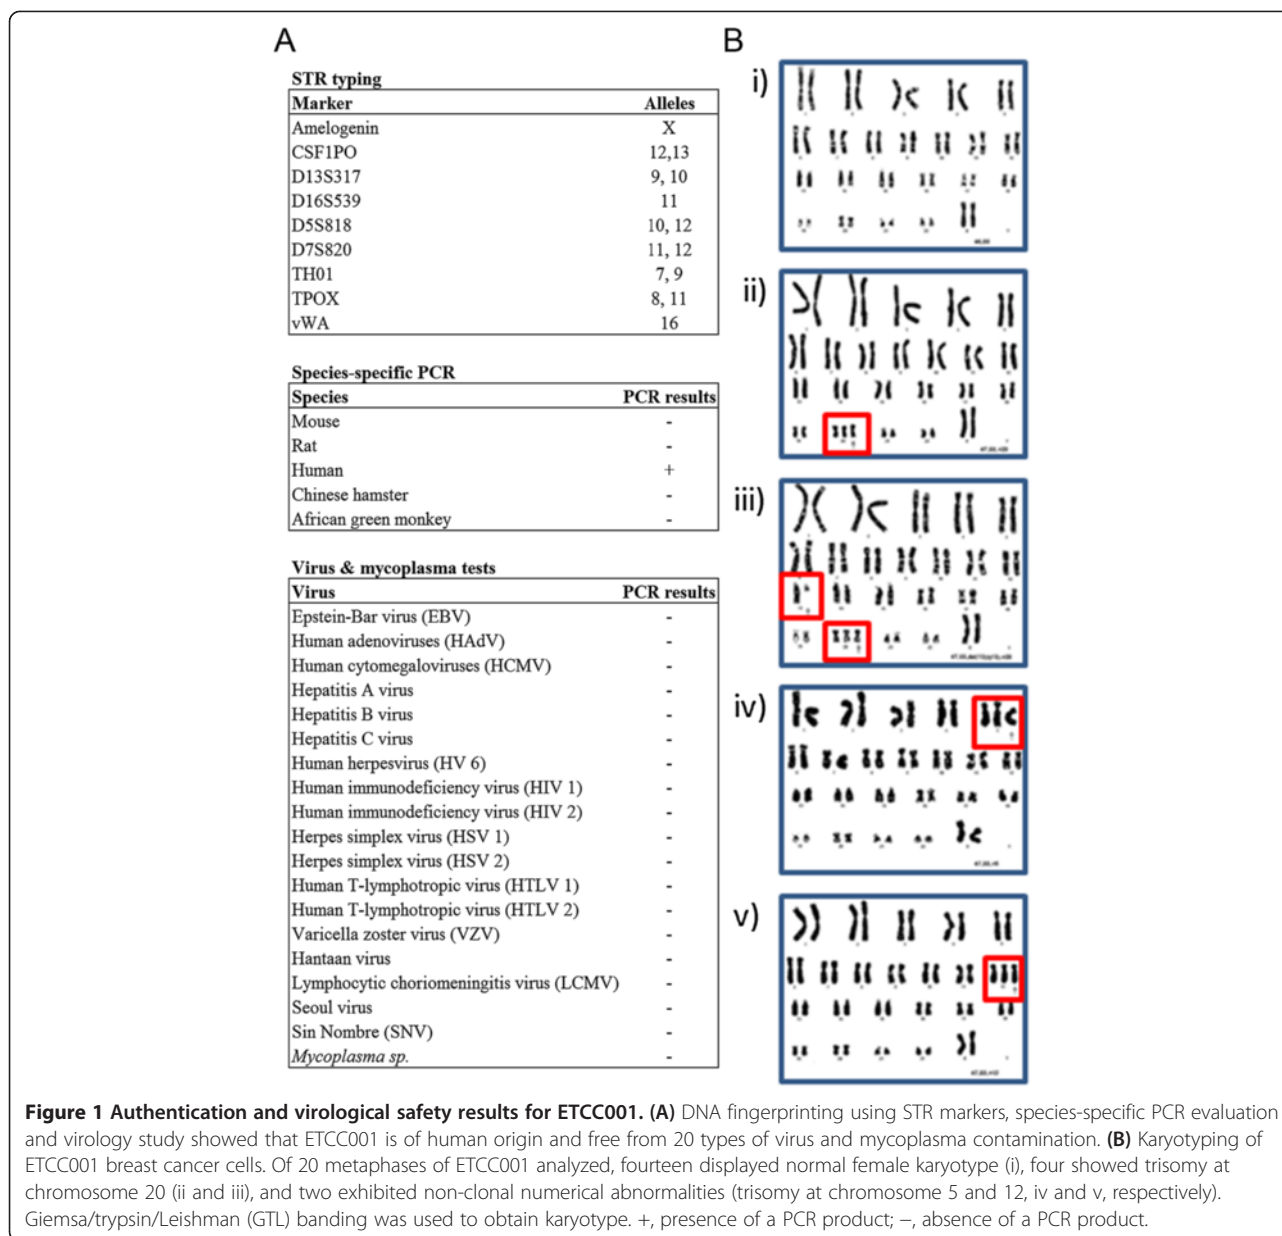 A
B
STR typing
Marker Alleles
Amelogenin X
CSF1PO 12,13
D13S317 9, 10
D16S539 11
D5S818 10, 12
D7S820 11, 12
TH01 7, 9
TPOX 8, 11
vWA 16
Species-specific PCR
Species PCR results
Mouse -
Rat -
Human +
Chinese hamster -
African green monkey -
Virus & mycoplasma tests
Virus PCR results
Epstein-Bar virus (EBV) -
Human adenoviruses (HAdV) -
Human cytomegaloviruses (HCMV) -
Hepatitis A virus -
Hepatitis B virus -
Hepatitis C virus -
Human herpesvirus (HV 6) -
Human immunodeficiency virus (HIV 1) -
Human immunodeficiency virus (HIV 2) -
Herpes simplex virus (HSV 1) -
Herpes simplex virus (HSV 2) -
Human T-lymphotropic virus (HTLV 1) -
Human T-lymphotropic virus (HTLV 2) -
Varicella zoster virus (VZV) -
Hantaan virus -
Lymphocytic choriomeningitis virus (LCMV) -
Seoul virus -
Sin Nombre (SNV) -
Mycoplasma sp. -
i)
ii)
iii)
iv)
v)
Figure 1 Authentication and virological safety results for ETCC001. (A) DNA fingerprinting using STR markers, species-specific PCR evaluation
and virology study showed that ETCC001 is of human origin and free from 20 types of virus and mycoplasma contamination. (B) Karyotyping of
ETCC001 breast cancer cells. Of 20 metaphases of ETCC001 analyzed, fourteen displayed normal female karyotype (i), four showed trisomy at
chromosome 20 (ii and iii), and two exhibited non-clonal numerical abnormalities (trisomy at chromosome 5 and 12, iv and v, respectively).
Giemsa/trypsin/Leishman (GTL) banding was used to obtain karyotype. +, presence of a PCR product; −, absence of a PCR product.